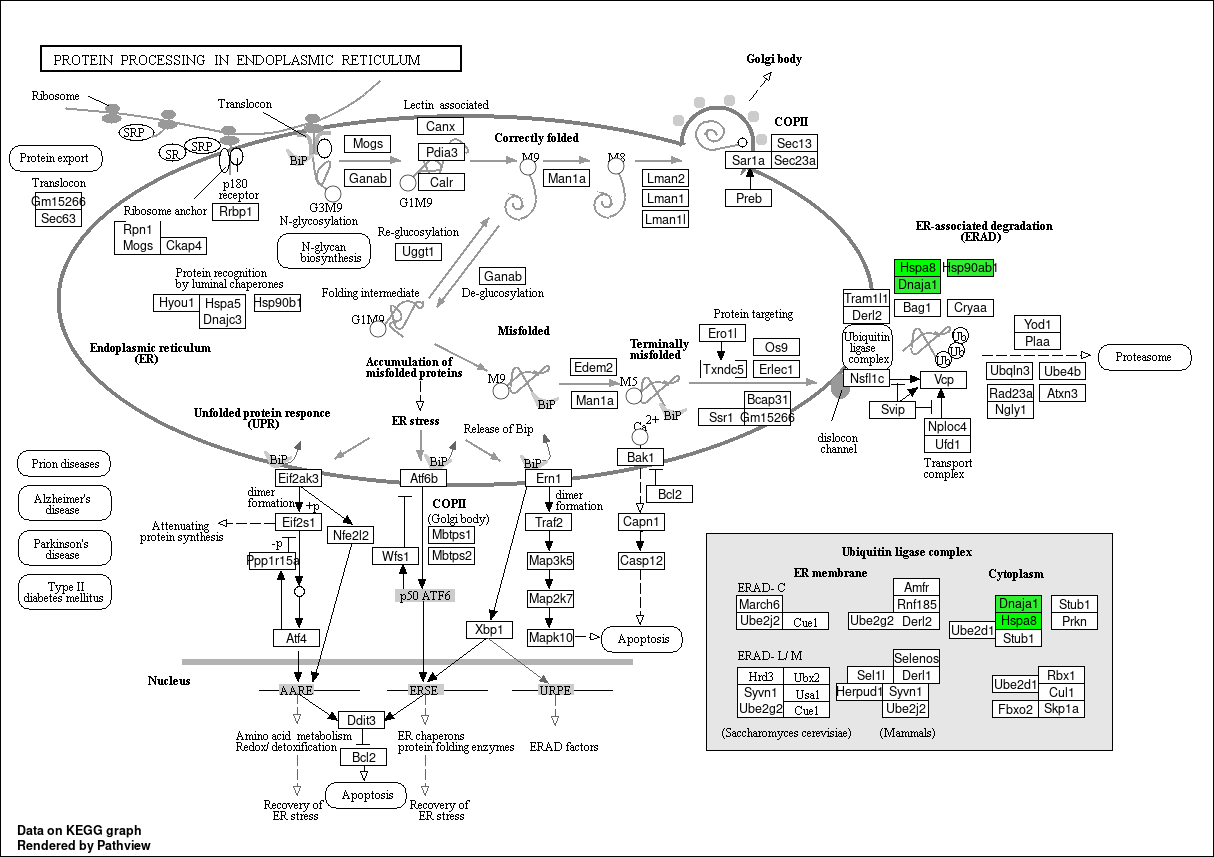 PROTEIN PROCESSING IN ENDOPLASMIC RETICULUM
Golgi body
Ribosome
Translocon
Lectin associated
COPII
SRP
SRP
SR
Canx
Correctly folded
Sec13
Protein export
BiP
Mogs
Pdia3
M9
M8
Sar1a
Sec23a
Translocon
p180
receptor
Ganab
Calr
Man1a
Lman2
Gm15266
Sec63
G3M9
G1M9
Lman1
Preb
Ribosome anchor
Rrbp1
N-glycosylation
Lman1l
Rpn1
Mogs
Ckap4
N-glycan
biosynthesis
Re-glucosylation
Uggt1
ER-associated degradation
(ERAD)
Protein recognition
by luminal chaperones
Ganab
De-glucosylation
Hspa8
Hsp90ab1
Dnaja1
Hyou1
Hspa5
Hsp90b1
Dnajc3
Folding intermediate
G1M9
Tram1l1
Derl2
Bag1
Cryaa
Protein targeting
Misfolded
Ero1l
Os9
Ubiquitin
ligase
complex
Ub
Ub
Ub
Yod1
Plaa
Proteasome
Endoplasmic reticulum
(ER)
Accumulation of
misfolded proteins
Terminally
misfolded
Edem2
Txndc5
Erlec1
Nsfl1c
Vcp
Ubqln3
Ube4b
M9
BiP
Man1a
M5
BiP
Bcap31
Rad23a
Atxn3
Ngly1
Svip
Unfolded protein responce
(UPR)
ER stress
Release of Bip
Ca2+
Ssr1
Gm15266
dislocon
channel
Nploc4
Ufd1
Transport
complex
Prion diseases
BiP
BiP
BiP
Bak1
Eif2ak3
Atf6b
Ern1
Bcl2
Alzheimer's
disease
dimer
formation
+p
COPII
(Golgi body)
dimer
formation
Attenuating
protein synthesis
Eif2s1
Nfe2l2
Mbtps1
Traf2
Capn1
Parkinson's
disease
-p
Ppp1r15a
Wfs1
Mbtps2
Map3k5
Casp12
Type II
diabetes mellitus
p50 ATF6
Map2k7
Atf4
Xbp1
Mapk10
Apoptosis
Nucleus
AARE
ERSE
URPE
Ddit3
Amino acid metabolism
Redox/ detoxification
ER chaperons
protein folding enzymes
ERAD factors
Bcl2
Apoptosis
Recovery of
ER stress
Recovery of
ER stress
Ubiquitin ligase complex
ER membrane
Cytoplasm
ERAD- C
Amfr
March6
Rnf185
Dnaja1
Stub1
Ube2j2
Cue1
Ube2g2
Derl2
Hspa8
Prkn
Ube2d1
Stub1
ERAD- L/ M
Selenos
Hrd3
Ubx2
Sel1l
Derl1
Rbx1
Syvn1
Usa1
Herpud1
Syvn1
Ube2d1
Cul1
Ube2g2
Cue1
Ube2j2
Fbxo2
Skp1a
(Saccharomyces cerevisiae)
(Mammals)
Data on KEGG graph
Rendered by Pathview